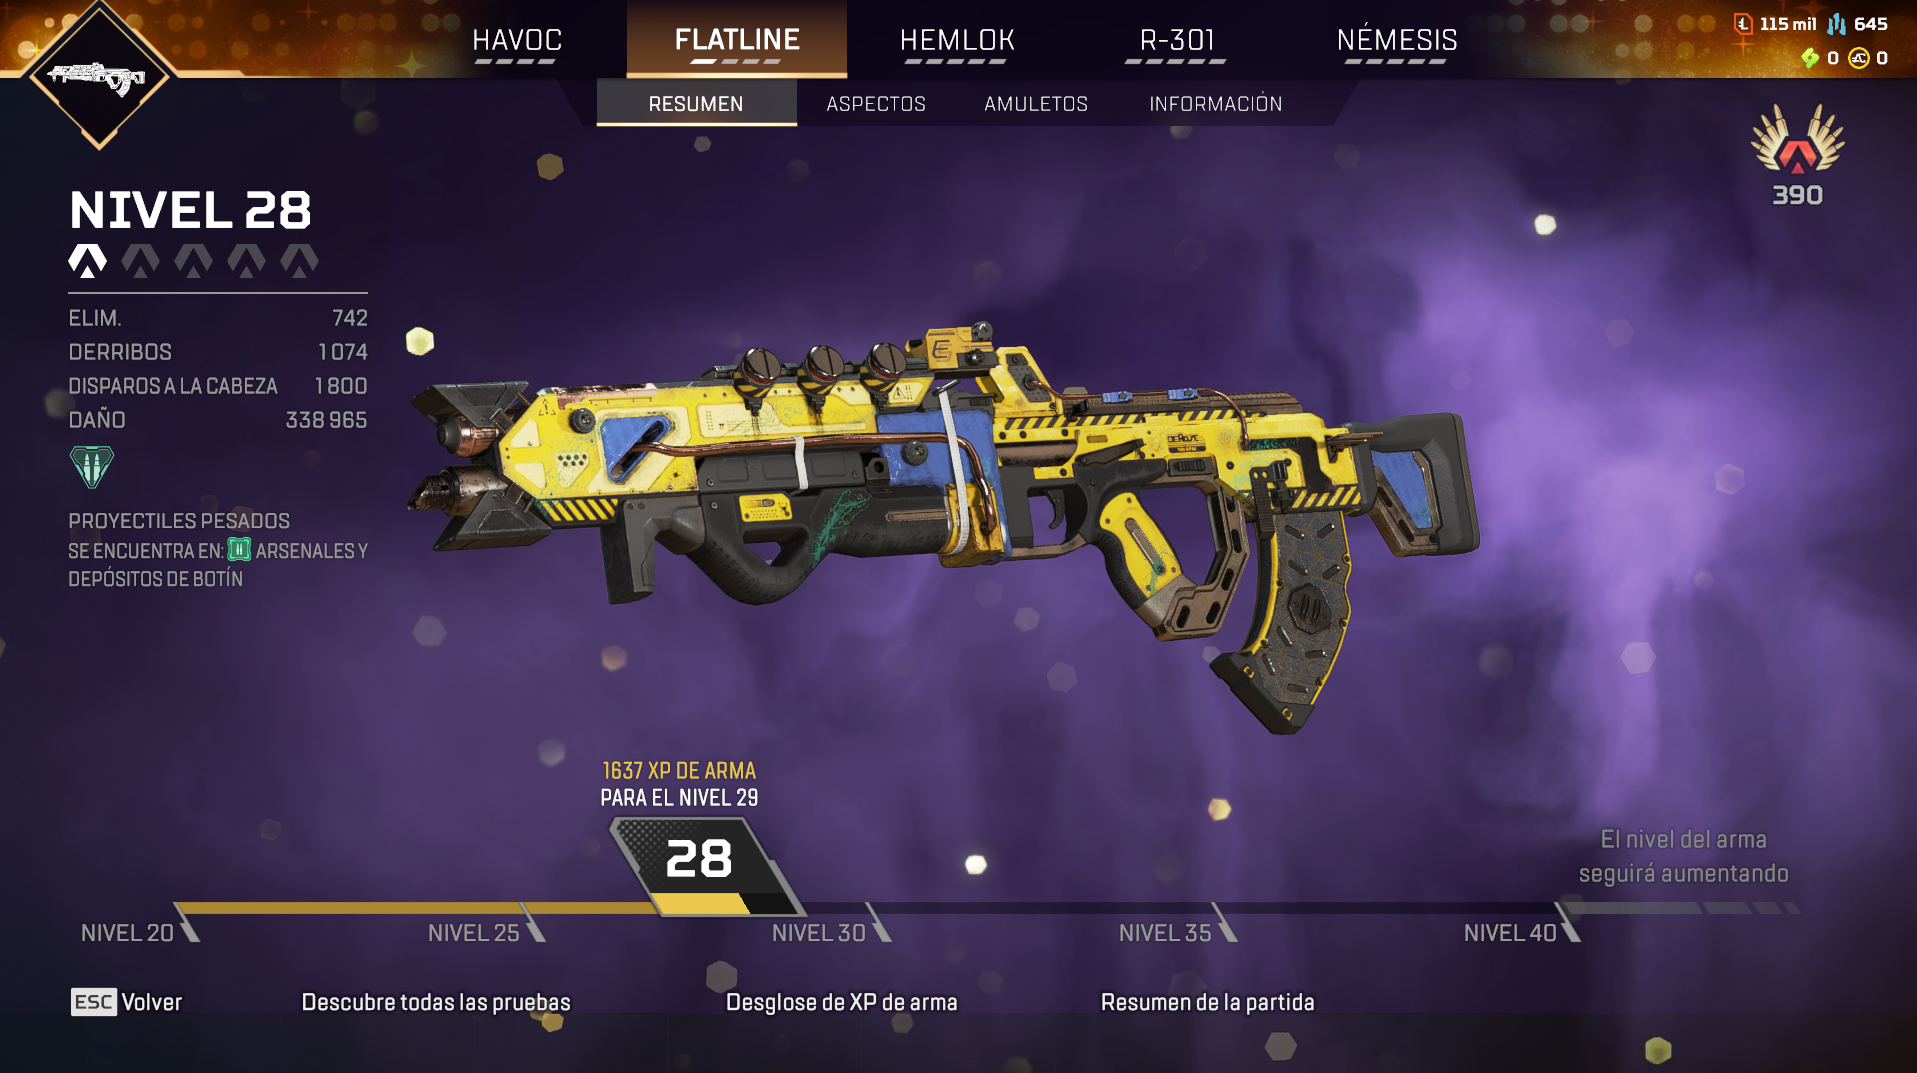 HAVOC
FLATLINE
HEMLOK
R-301
NÉMESIS
115 mil 645
0 0
RESUMEN
ASPECTOS
AMULETOS
INFORMACIÓN
390
NIVEL 28
ELIM. 742
DERRIBOS 1 074
DISPAROS A LA CABEZA 1 800
DAÑO 338 965
PROYECTILES PESADOS
SE ENCUENTRA EN: ARSENALES Y
DEPÓSITOS DE BOTÍN
1637 XP DE ARMA
PARA EL NIVEL 29
28
El nivel del arma
seguirá aumentando
NIVEL 20
NIVEL 25
NIVEL 30
NIVEL 35
NIVEL 40
ESC Volver
Descubre todas las pruebas
Desglose de XP de arma
Resumen de la partida